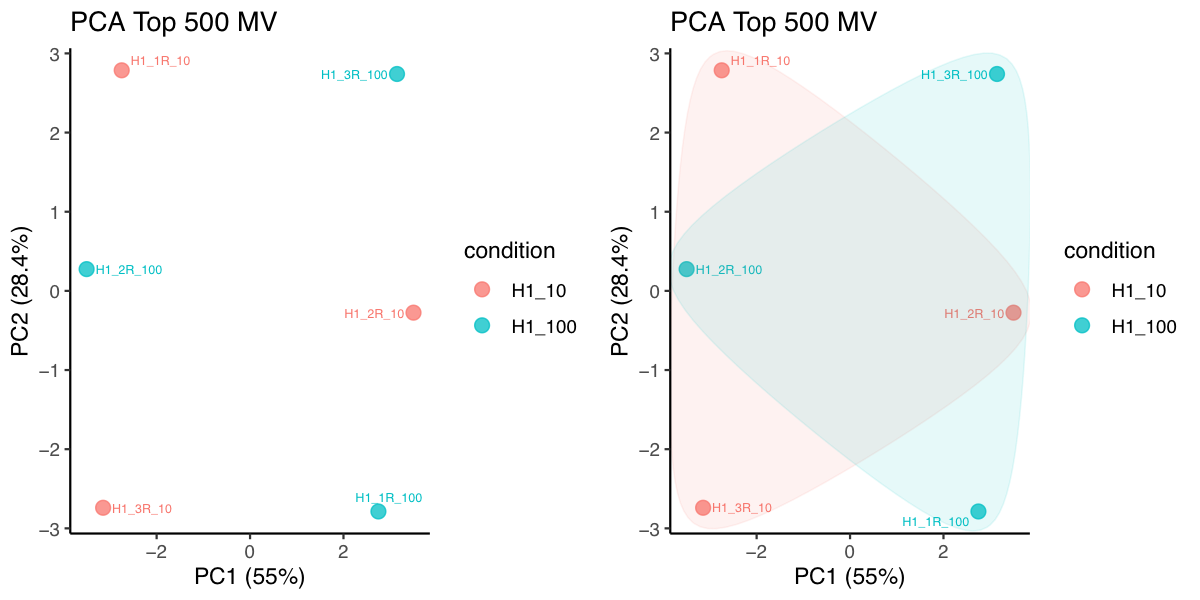 PCA Top 500 MV
3
2
1
0
−1
−2
−3
PC2 (28.4%)
H1_1R_10
H1_3R_100
H1_2R_100
H1_2R_10
H1_1R_100
H1_3R_10
−2
0
2
PC1 (55%)
condition
H1_10
H1_100
PCA Top 500 MV
3
2
1
0
−1
−2
−3
PC2 (28.4%)
H1_1R_10
H1_3R_100
H1_2R_100
H1_2R_10
H1_3R_10
H1_1R_100
−2
0
2
PC1 (55%)
condition
H1_10
H1_100